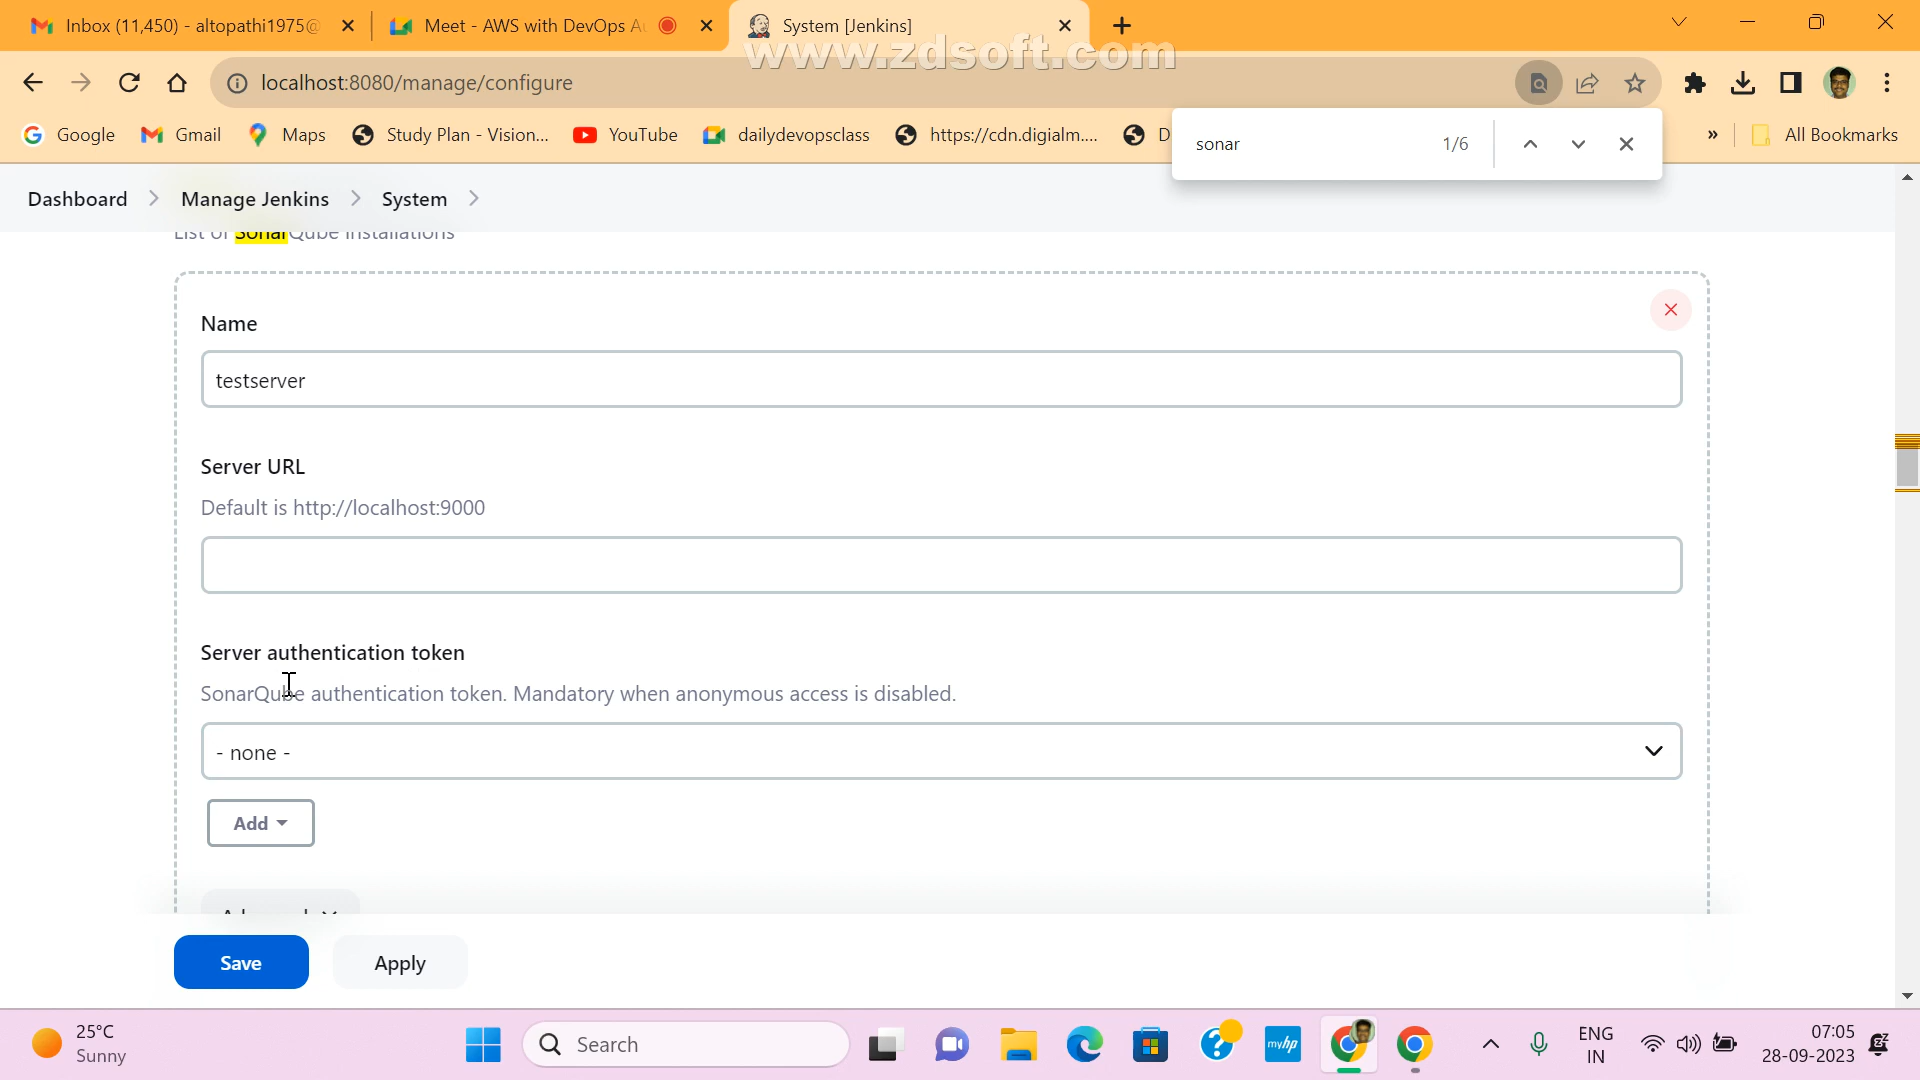 Inbox (11,450) - altopathi1975@
Meet - AWS with DevOps Au
System [Jenkins]
www.zdsoft.com
localhost:8080/manage/configure
Google
Gmail
Maps
Study Plan - Vision...
YouTube
dailydevopsclass
https://cdn.digialm....
D
sonar
1/6
»
All Bookmarks
Dashboard
Manage Jenkins
System
List of SonarQube installations
Name
testserver
Server URL
Default is http://localhost:9000
Server authentication token
SonarQube authentication token. Mandatory when anonymous access is disabled.
- none -
Add
Advanced
Save
Apply
25°C
Sunny
Search
myhp
ENG
IN
07:05
28-09-2023